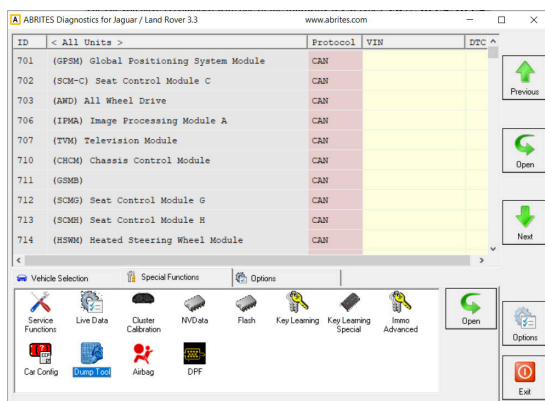 ABRITES Diagnostics for Jaguar / Land Rover 3.3 www.abrites.com
ID < All Units > Protocol VIN DTC
701 (GPSM) Global Positioning System Module CAN
702 (SCM-C) Seat Control Module C CAN
703 (AWD) All Wheel Drive CAN
706 (IPMA) Image Processing Module A CAN
707 (TVM) Television Module CAN
710 (CHCM) Chassis Control Module CAN
711 (GSMB) CAN
712 (SCMG) Seat Control Module G CAN
713 (SCMH) Seat Control Module H CAN
714 (HSWM) Heated Steering Wheel Module CAN
Previous
Open
Next
Vehicle Selection Special Functions Options
Service Functions
Live Data
Cluster Calibration
NVData
Flash
Key Learning
Key Learning Special
Immo Advanced
Open
Car Config
Dump Tool
Airbag
DPF
Options
Exit